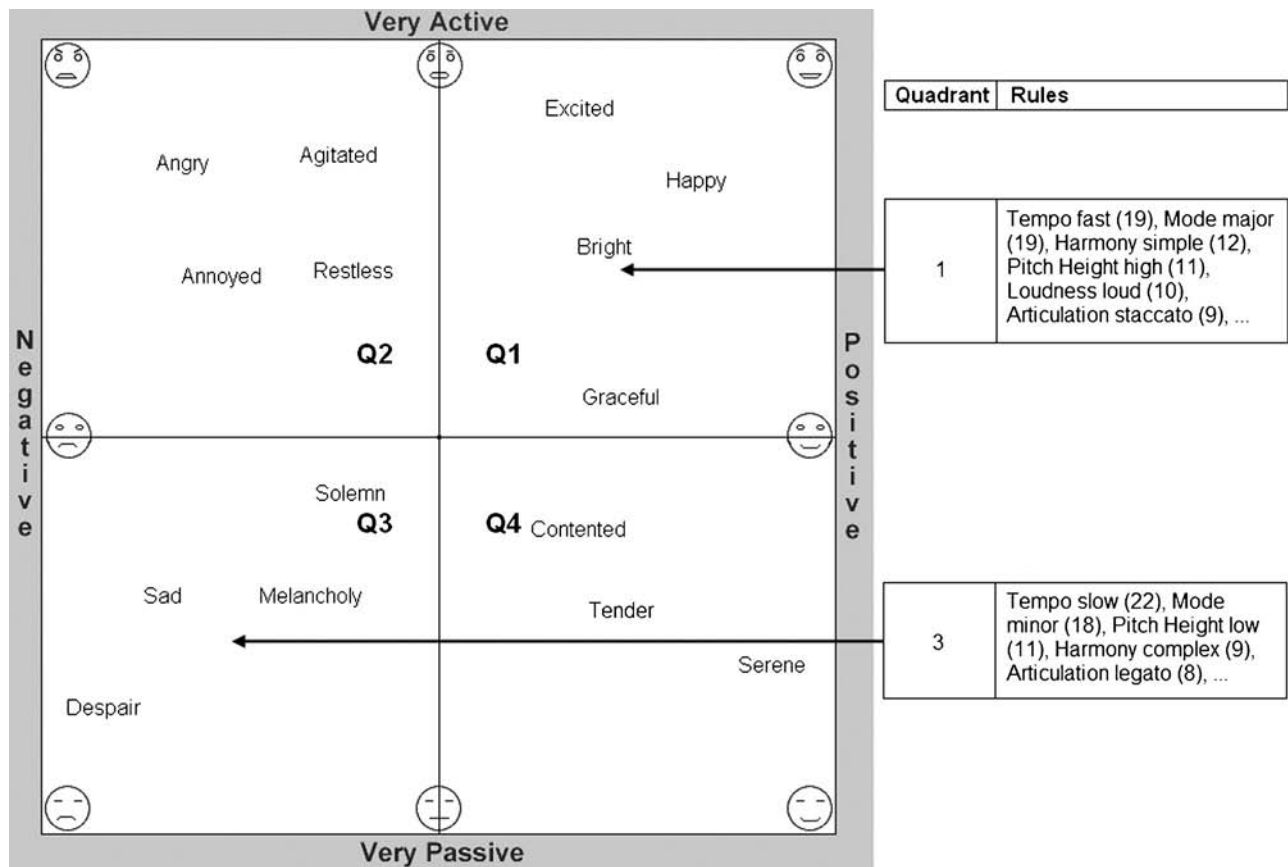 Very Active
Excited
Angry
Agitated
Happy
Bright
Annoyed
Restless
Q2
Q1
Graceful
Negative
Positive
Solemn
Q3
Q4
Contented
Sad
Melancholy
Tender
Serene
Despair
Very Passive
Quadrant Rules
1
Tempo fast (19), Mode major
(19), Harmony simple (12),
Pitch Height high (11),
Loudness loud (10),
Articulation staccato (9), ...
3
Tempo slow (22), Mode
minor (18), Pitch Height low
(11), Harmony complex (9),
Articulation legato (8), ...